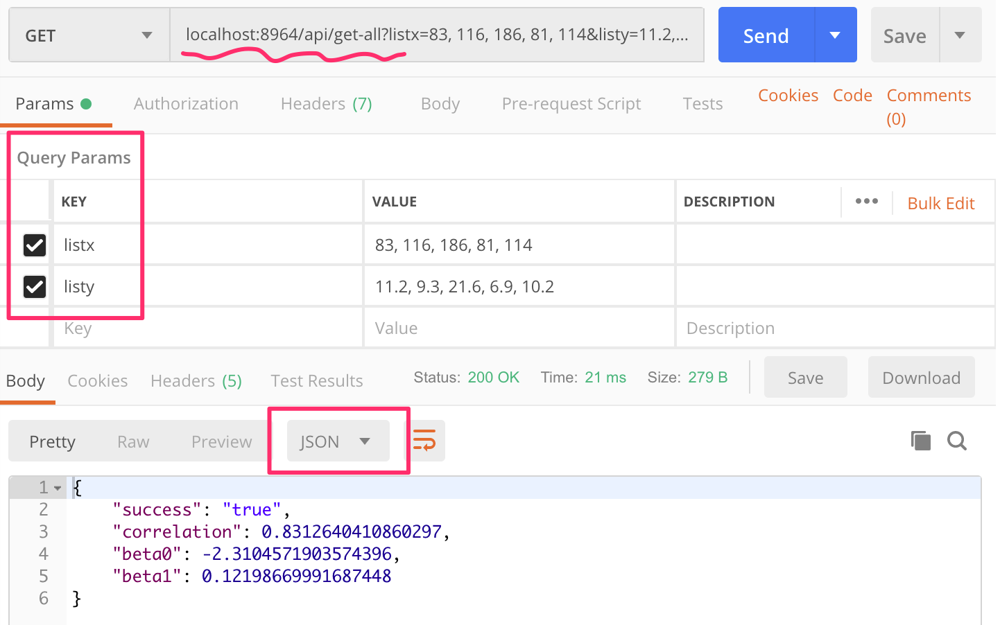 GET localhost:8964/api/get-all?listx=83, 116, 186, 81, 114&listy=11.2,... Send Save
Params Authorization Headers (7) Body Pre-request Script Tests Cookies Code Comments (0)
Query Params
KEY VALUE DESCRIPTION ••• Bulk Edit
listx 83, 116, 186, 81, 114
listy 11.2, 9.3, 21.6, 6.9, 10.2
Key Value Description
Body Cookies Headers (5) Test Results Status: 200 OK Time: 21 ms Size: 279 B Save Download
Pretty Raw Preview JSON
1 {
2 "success": "true",
3 "correlation": 0.8312640410860297,
4 "beta0": -2.3104571903574396,
5 "beta1": 0.12198669991687448
6 }